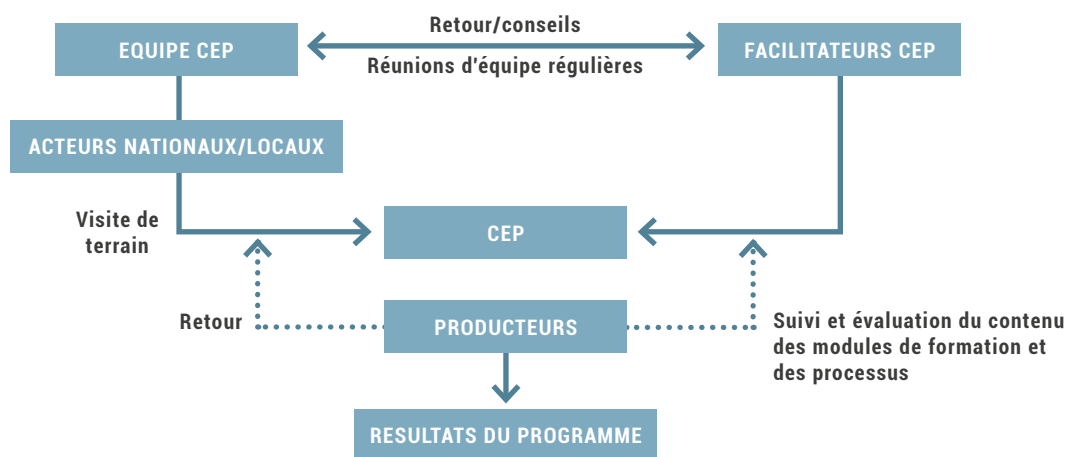 EQUIPE CEP
Retour/conseils
Réunions d'équipe régulières
FACILITATEURS CEP
ACTEURS NATIONAUX/LOCAUX
Visite de
terrain
CEP
Retour
PRODUCTEURS
Suivi et évaluation du contenu
des modules de formation et
des processus
RESULTATS DU PROGRAMME